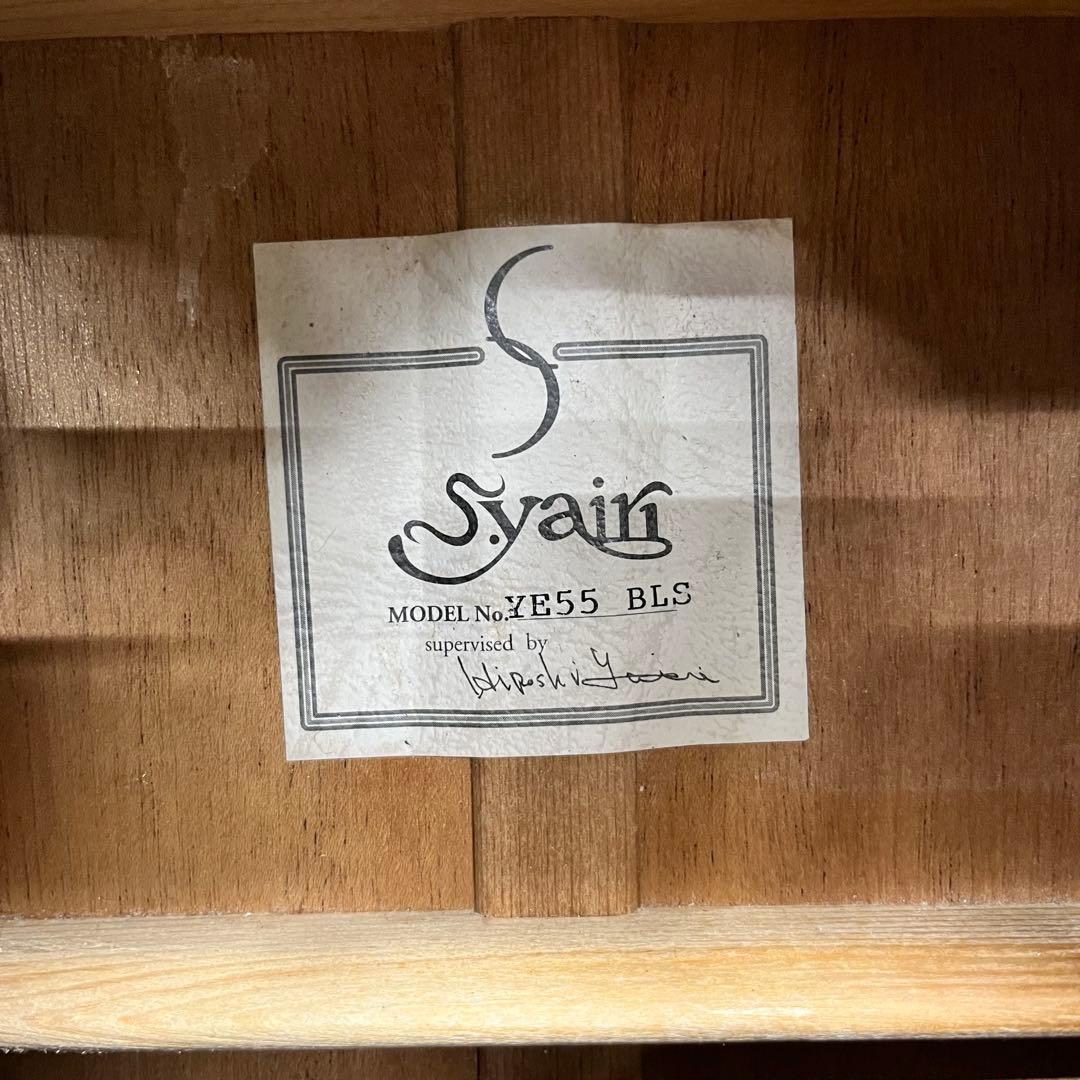 S
S.yairi
MODEL No. YE55 BLS
supervised by
Hiroshi Yairi